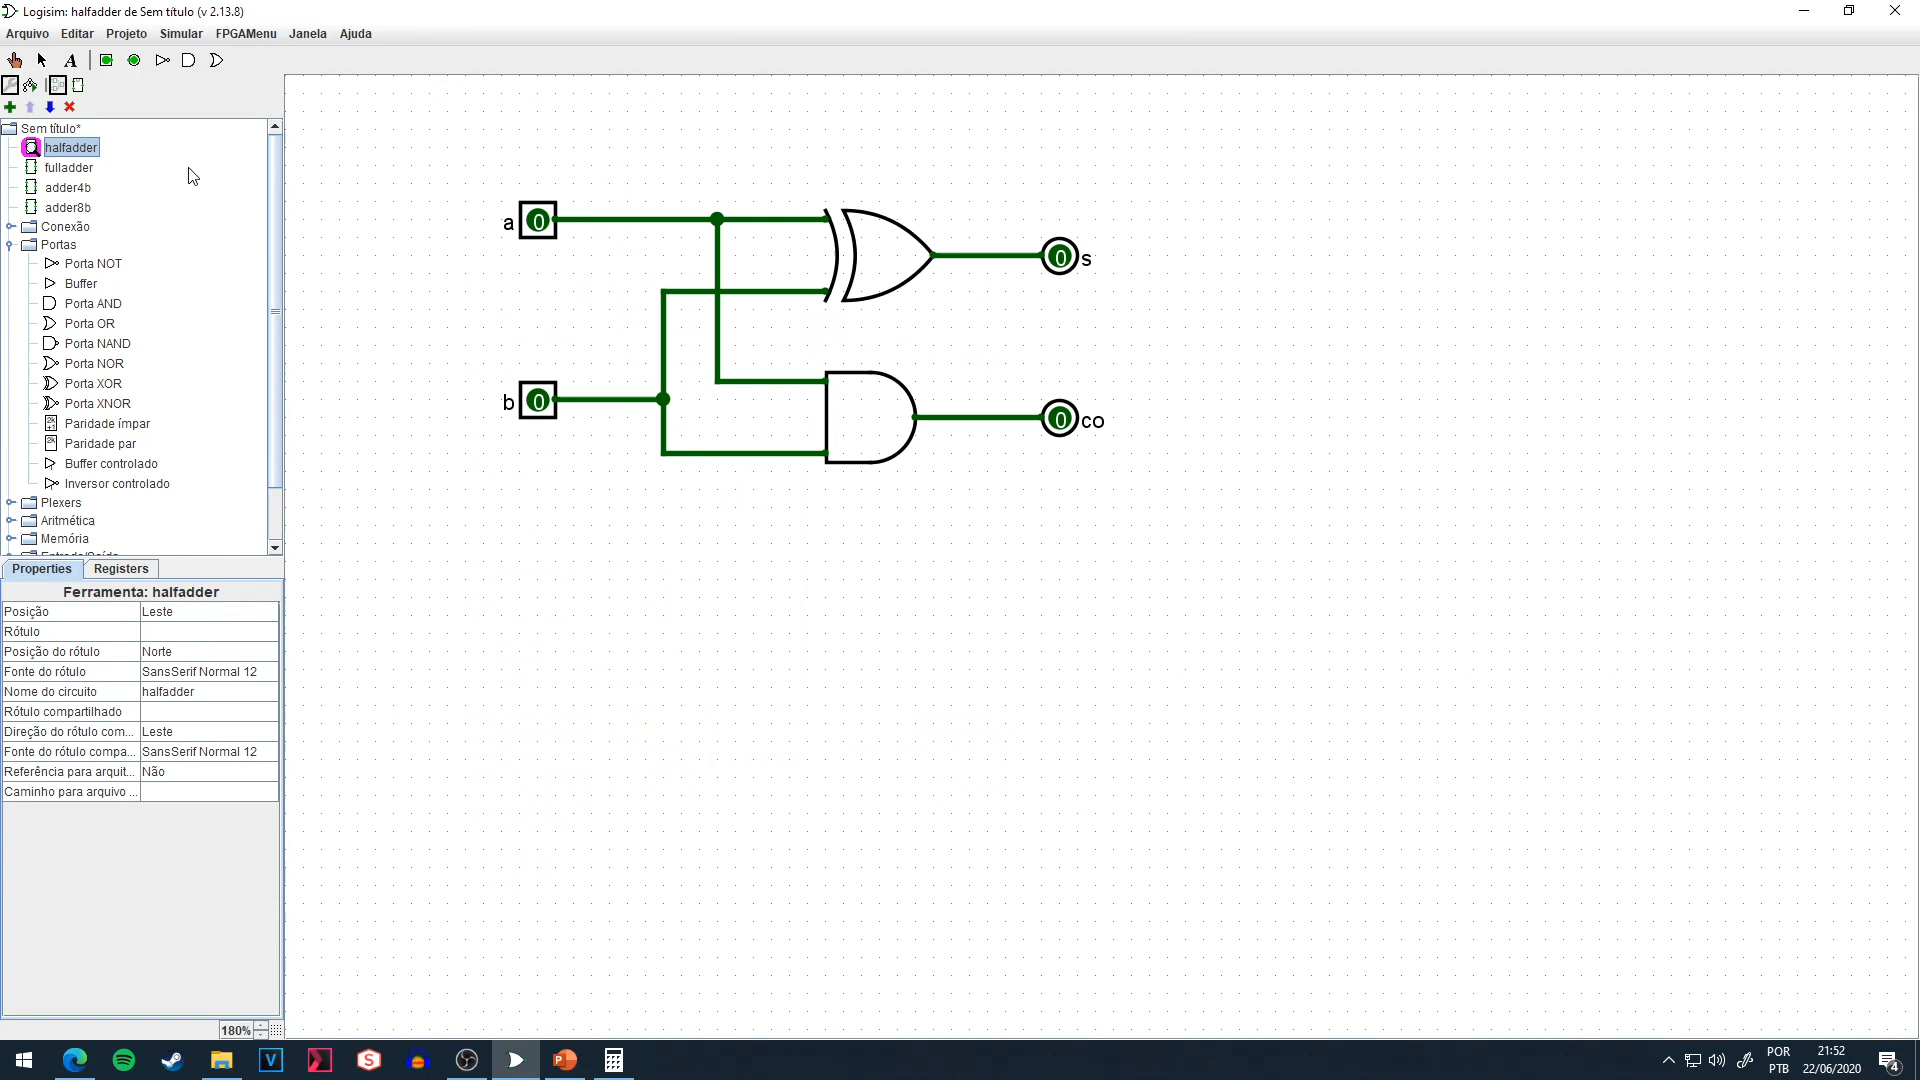 Logisim: halfadder de Sem título (v 2.13.8)
Arquivo Editar Projeto Simular FPGAMenu Janela Ajuda
A
Sem título*
halfadder
fulladder
adder4b
adder8b
Conexão
Portas
Porta NOT
Buffer
Porta AND
Porta OR
Porta NAND
Porta NOR
Porta XOR
Porta XNOR
Paridade ímpar
Paridade par
Buffer controlado
Inversor controlado
Plexers
Aritmética
Memória
Entrada/Saída
Properties Registers
Ferramenta: halfadder
Posição Leste
Rótulo
Posição do rótulo Norte
Fonte do rótulo SansSerif Normal 12
Nome do circuito halfadder
Rótulo compartilhado
Direção do rótulo com... Leste
Fonte do rótulo compa... SansSerif Normal 12
Referência para arquit... Não
Caminho para arquivo ...
180%
a 0
0 s
b 0
0 co
POR
PTB
21:52
22/06/2020
4